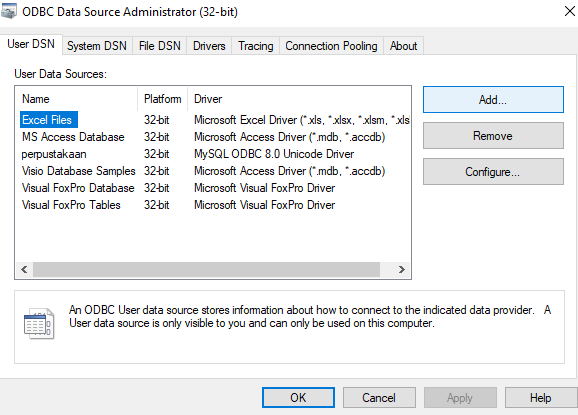 ODBC Data Source Administrator (32-bit)
User DSN System DSN File DSN Drivers Tracing Connection Pooling About
User Data Sources:
Name Platform Driver
Excel Files 32-bit Microsoft Excel Driver (*.xls, *.xlsx, *.xlsm, *.xls
MS Access Database 32-bit Microsoft Access Driver (*.mdb, *.accdb)
perpustakaan 32-bit MySQL ODBC 8.0 Unicode Driver
Visio Database Samples 32-bit Microsoft Access Driver (*.mdb, *.accdb)
Visual FoxPro Database 32-bit Microsoft Visual FoxPro Driver
Visual FoxPro Tables 32-bit Microsoft Visual FoxPro Driver
Add...
Remove
Configure...
An ODBC User data source stores information about how to connect to the indicated data provider. A
User data source is only visible to you and can only be used on this computer.
OK Cancel Apply Help